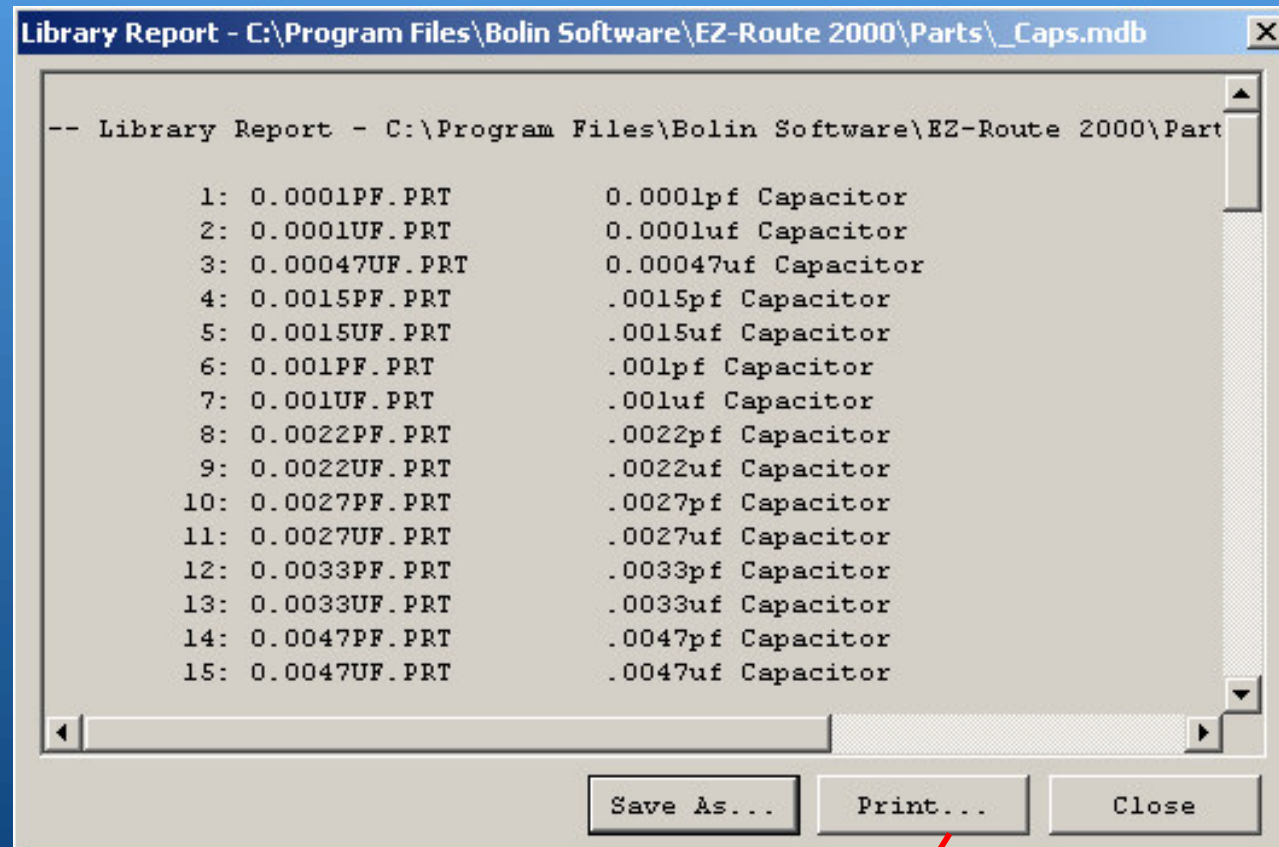 Library Report - C:\Program Files\Bolin Software\EZ-Route 2000\Parts\_Caps.mdb
-- Library Report - C:\Program Files\Bolin Software\EZ-Route 2000\Part
1: 0.0001PF.PRT 0.0001pf Capacitor
2: 0.0001UF.PRT 0.0001uf Capacitor
3: 0.00047UF.PRT 0.00047uf Capacitor
4: 0.0015PF.PRT .0015pf Capacitor
5: 0.0015UF.PRT .0015uf Capacitor
6: 0.001PF.PRT .001pf Capacitor
7: 0.001UF.PRT .001uf Capacitor
8: 0.0022PF.PRT .0022pf Capacitor
9: 0.0022UF.PRT .0022uf Capacitor
10: 0.0027PF.PRT .0027pf Capacitor
11: 0.0027UF.PRT .0027uf Capacitor
12: 0.0033PF.PRT .0033pf Capacitor
13: 0.0033UF.PRT .0033uf Capacitor
14: 0.0047PF.PRT .0047pf Capacitor
15: 0.0047UF.PRT .0047uf Capacitor
Save As... Print... Close